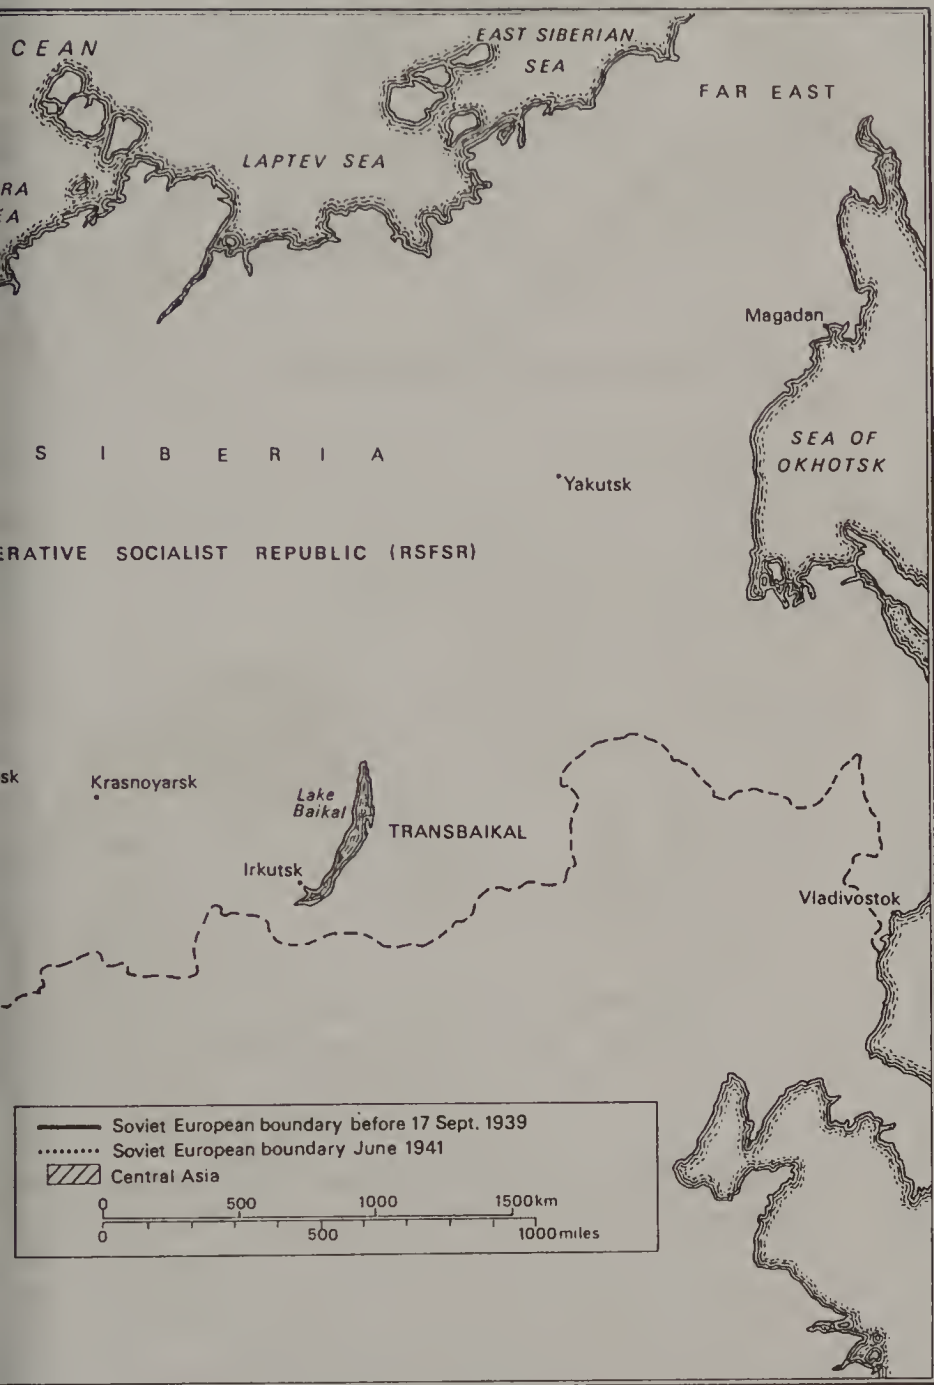 CEAN
EAST SIBERIAN
SEA
FAR EAST
LAPTEV SEA
RA
EA
Magadan
SEA OF
OKHOTSK
S I B E R I A
Yakutsk
ERATIVE SOCIALIST REPUBLIC (RSFSR)
sk
Krasnoyarsk
Lake
Baikal
TRANSBAIKAL
Irkutsk
Vladivostok
Soviet European boundary before 17 Sept. 1939
Soviet European boundary June 1941
Central Asia
0 500 1000 1500km
0 500 1000miles